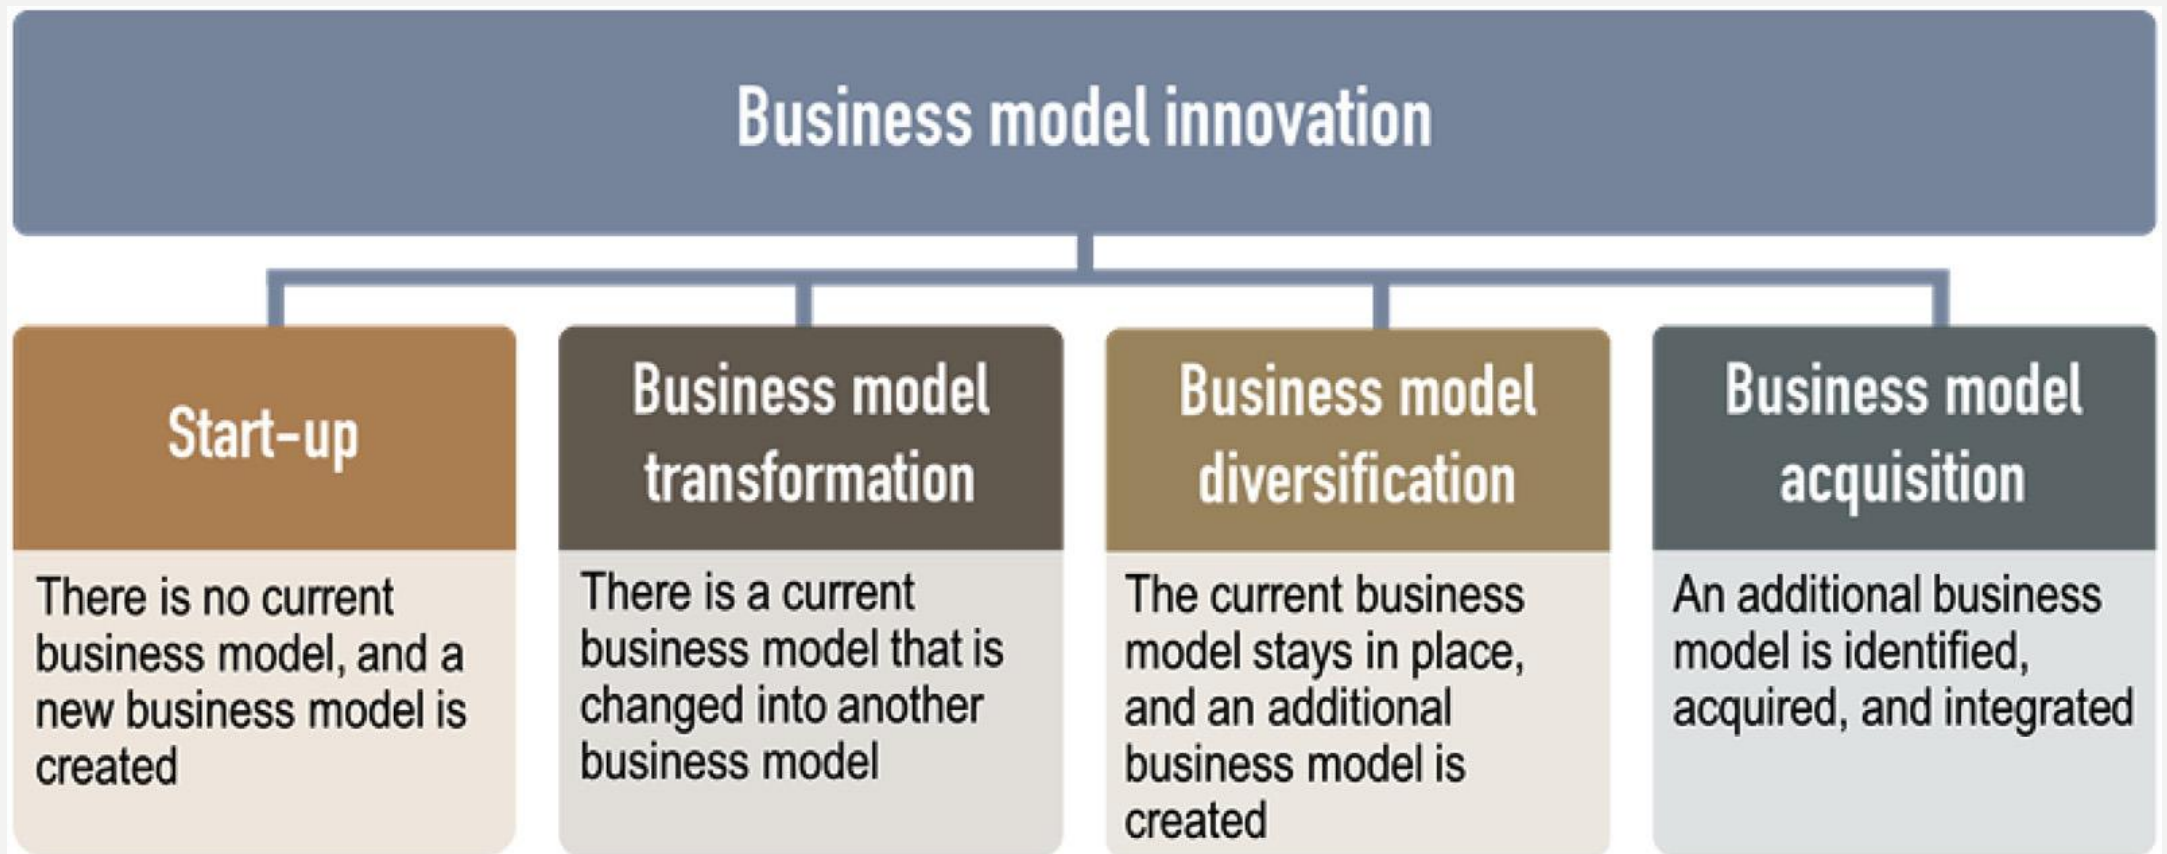 Business model innovation
Start-up
There is no current
business model, and a
new business model is
created
Business model
transformation
There is a current
business model that is
changed into another
business model
Business model
diversification
The current business
model stays in place,
and an additional
business model is
created
Business model
acquisition
An additional business
model is identified,
acquired, and integrated